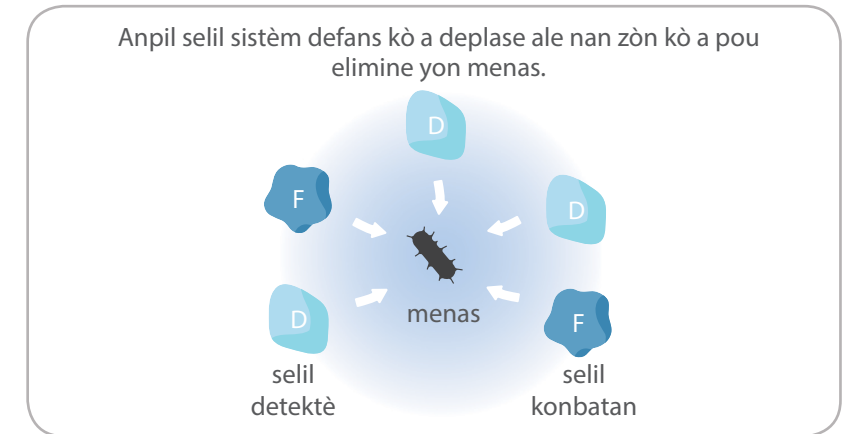 Anpil selil sistèm defans kò a deplase ale nan zòn kò a pou
elimine yon menas.
D
F
D
D
menas
F
selil
detektè
selil
konbatan